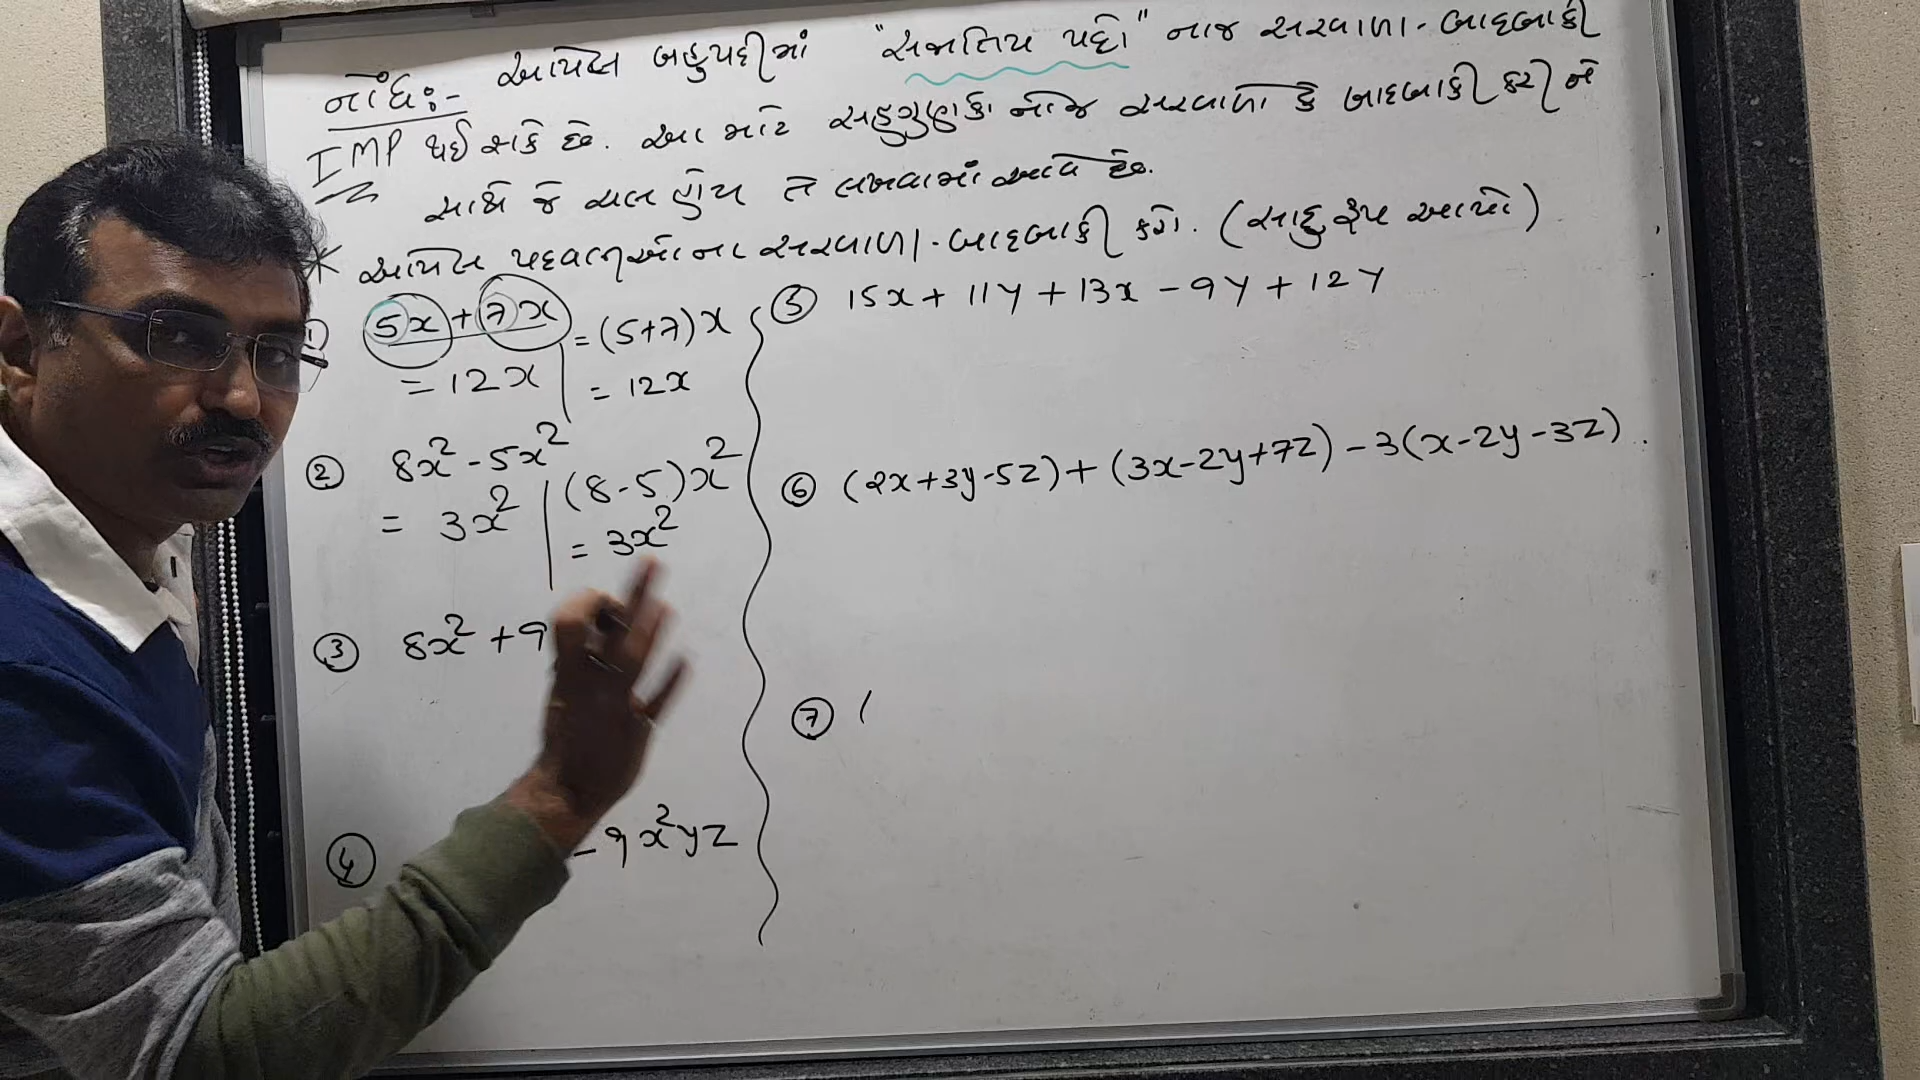 નોંધ:- આપેલ બહુપદીમાં "સજાતિય પદો" નાજ સરવાળા-બાદબાકી
IMP થઈ શકે છે. આ માટે સહગુણકો નોજ સરવાળો કે બાદબાકી કરીને
સાથે જે ચલ હોય તે લખવામાં આવે છે.
* આપેલ પદાવલીઓના સરવાળા-બાદબાકી કરો. (સાદુ રૂપ આપો)
① 5x + 7x = (5+7)x
= 12x = 12x
② 8x² - 5x² (8-5)x²
= 3x² = 3x²
③ 8x² + 9
④ - 9x²yz
⑤ 15x + 11y + 13x - 9y + 12y
⑥ (2x+3y-5z) + (3x-2y+7z) - 3(x-2y-3z)
⑦ (